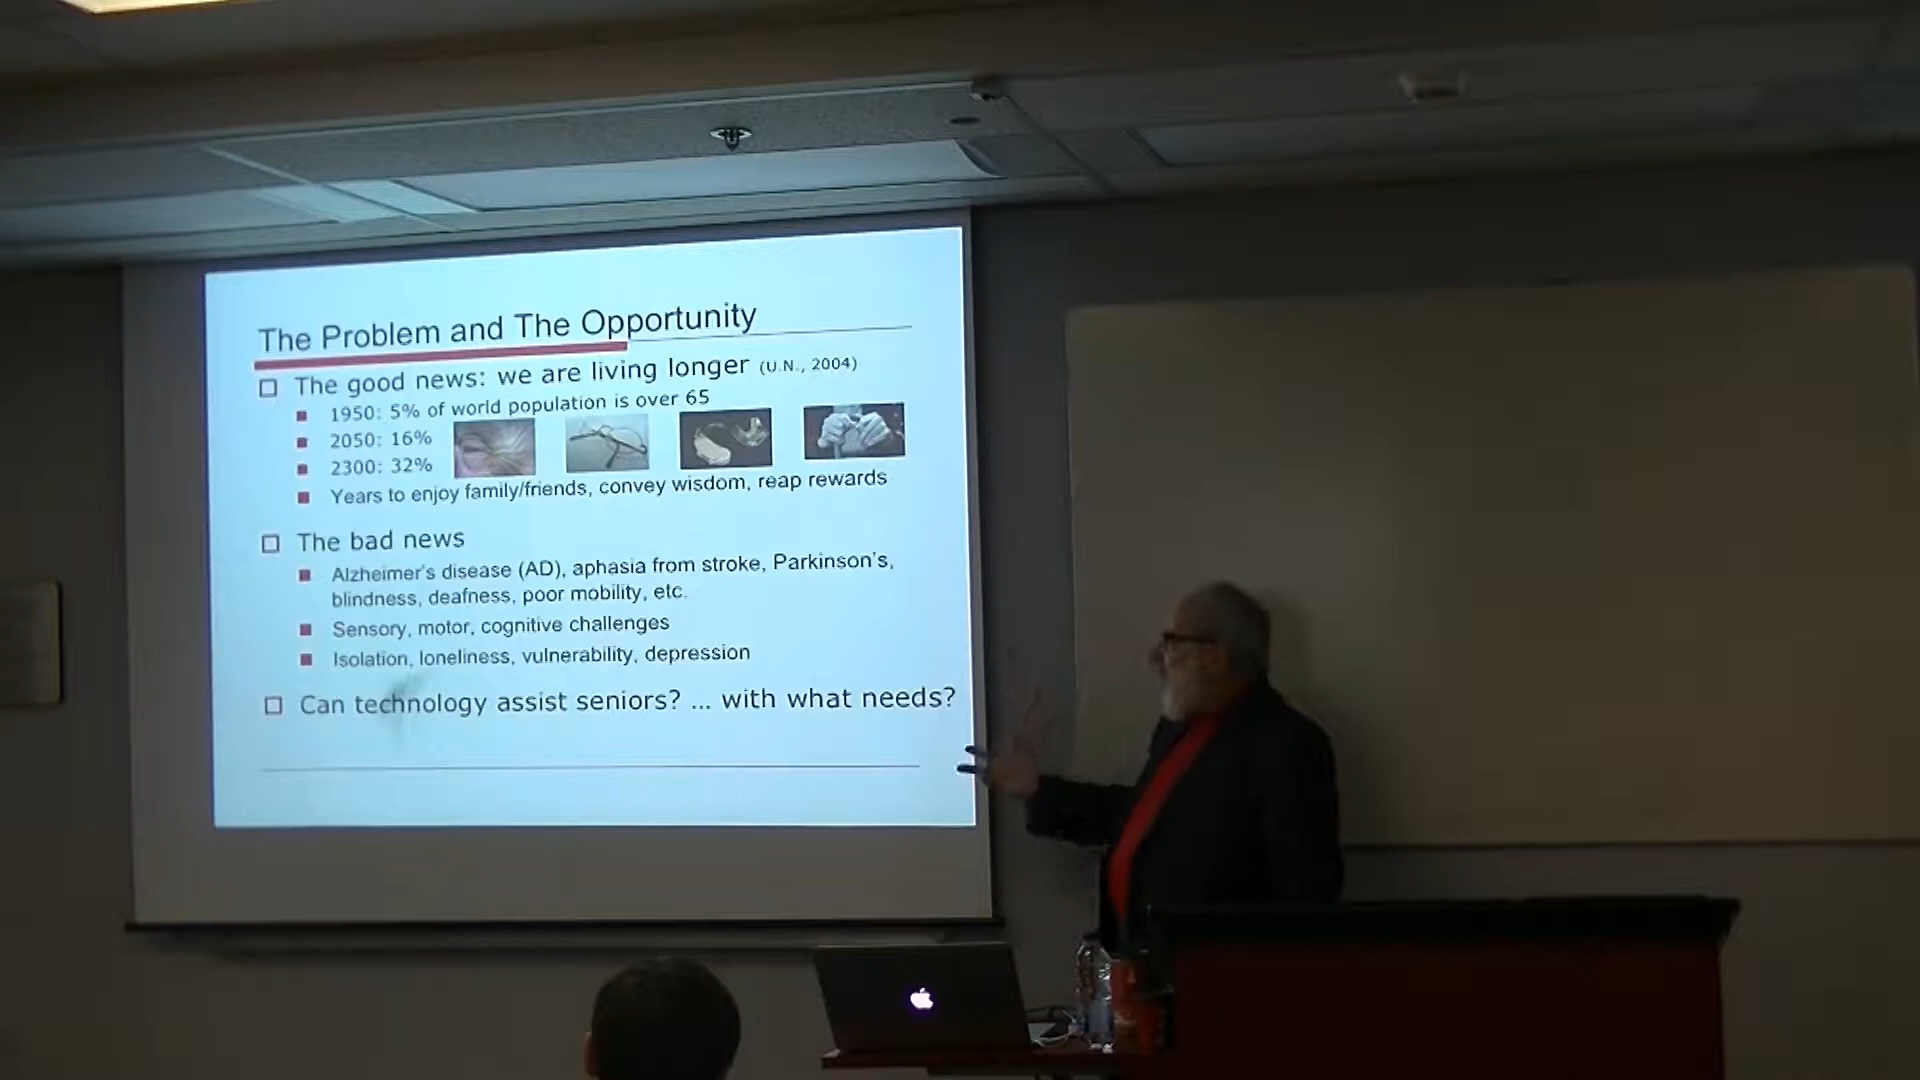 The Problem and The Opportunity
The good news: we are living longer (U.N., 2004)
1950: 5% of world population is over 65
2050: 16%
2300: 32%
Years to enjoy family/friends, convey wisdom, reap rewards
The bad news
Alzheimer's disease (AD), aphasia from stroke, Parkinson's,
blindness, deafness, poor mobility, etc.
Sensory, motor, cognitive challenges
Isolation, loneliness, vulnerability, depression
Can technology assist seniors? ... with what needs?